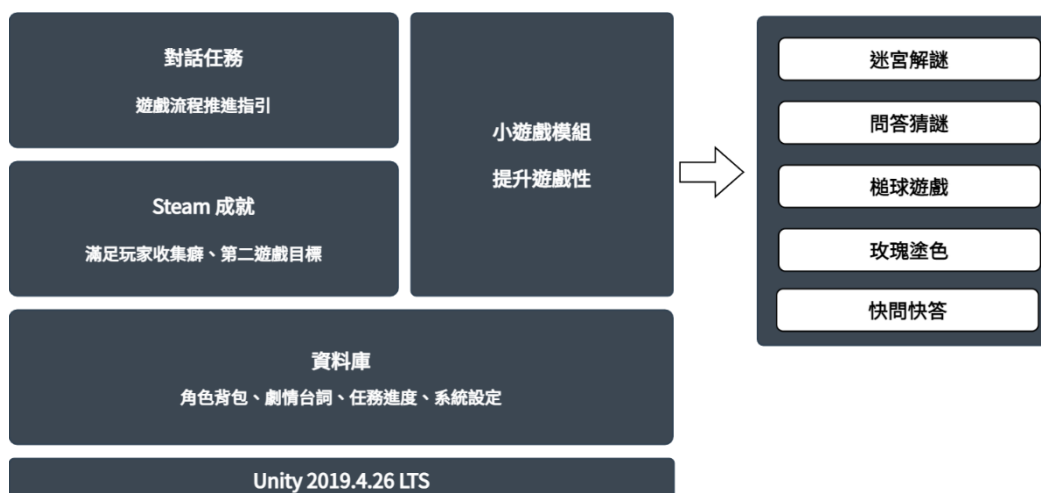 對話任務
遊戲流程推進指引
Steam 成就
滿足玩家收集癖、第二遊戲目標
小遊戲模組
提升遊戲性
資料庫
角色背包、劇情台詞、任務進度、系統設定
Unity 2019.4.26 LTS
迷宮解謎
問答猜謎
槌球遊戲
玫瑰塗色
快問快答